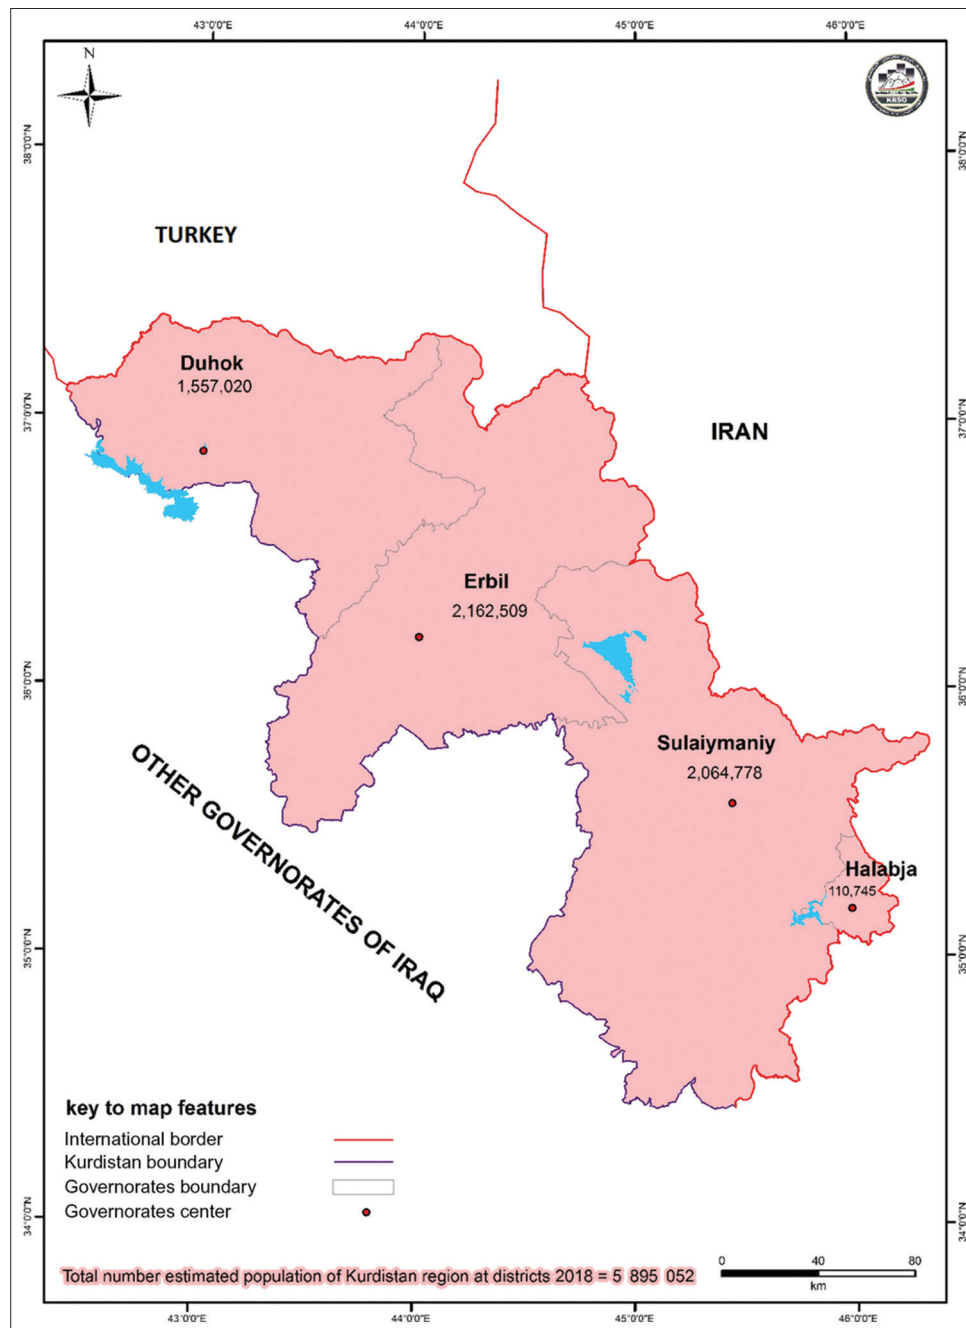 43°0'0"E 44°0'0"E 45°0'0"E 46°0'0"E
N
KRSO
38°0'0"N 38°0'0"N
TURKEY
Duhok
1,557,020
37°0'0"N 37°0'0"N
IRAN
Erbil
2,162,509
36°0'0"N 36°0'0"N
Sulaiymaniy
2,064,778
OTHER GOVERNORATES OF IRAQ
Halabja
110,745
35°0'0"N 35°0'0"N
key to map features
International border
Kurdistan boundary
Governorates boundary
Governorates center
34°0'0"N 34°0'0"N
Total number estimated population of Kurdistan region at districts 2018 = 5 895 052
0 40 80
km
43°0'0"E 44°0'0"E 45°0'0"E 46°0'0"E